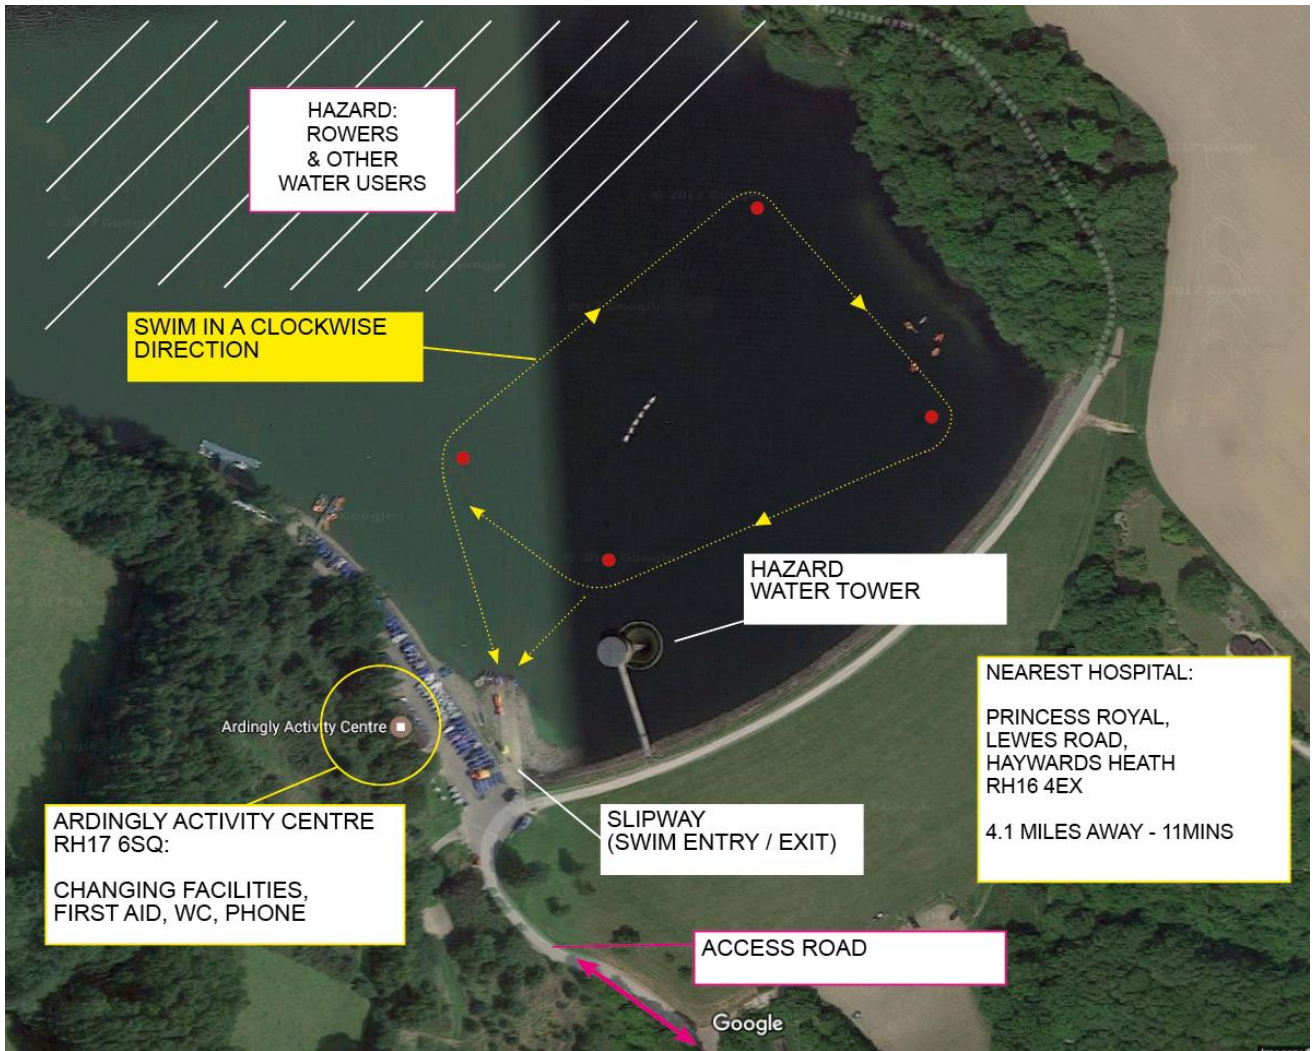 HAZARD:
ROWERS
& OTHER
WATER USERS
© 2017 Google
SWIM IN A CLOCKWISE
DIRECTION
HAZARD
WATER TOWER
Ardingly Activity Centre
NEAREST HOSPITAL:
PRINCESS ROYAL,
LEWES ROAD,
HAYWARDS HEATH
RH16 4EX
4.1 MILES AWAY - 11MINS
ARDINGLY ACTIVITY CENTRE
RH17 6SQ:
CHANGING FACILITIES,
FIRST AID, WC, PHONE
SLIPWAY
(SWIM ENTRY / EXIT)
ACCESS ROAD
Google